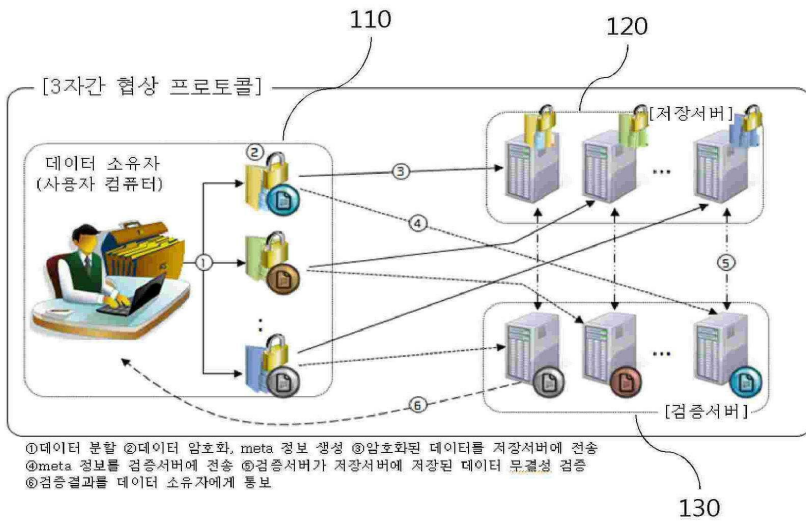 110
120
[3자간 협상 프로토콜]
[저장서버]
데이터 소유자
(사용자 컴퓨터)
②
③
④
①
⑤
⑥
[검증서버]
①데이터 분할 ②데이터 암호화, meta 정보 생성 ③암호화된 데이터를 저장서버에 전송
④meta 정보를 검증서버에 전송 ⑤검증서버가 저장서버에 저장된 데이터 무결성 검증
⑥검증결과를 데이터 소유자에게 통보
130